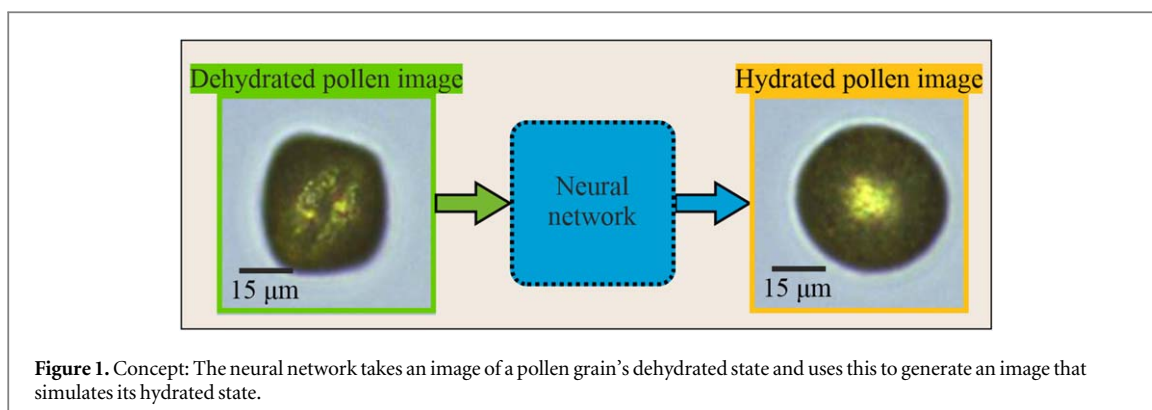 Dehydrated pollen image
Hydrated pollen image
Neural
network
15 μm
15 μm
Figure 1. Concept: The neural network takes an image of a pollen grain's dehydrated state and uses this to generate an image that
simulates its hydrated state.